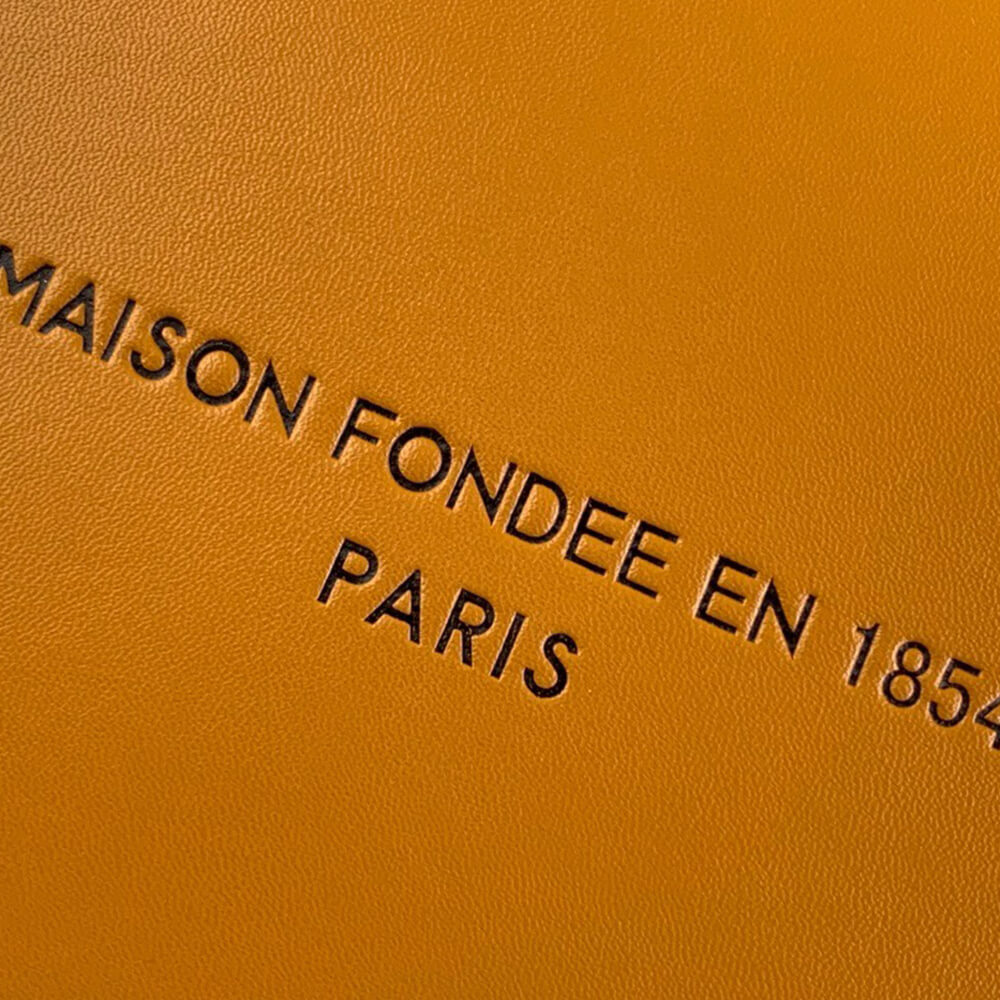 MAISON FONDEE EN 1854
PARIS